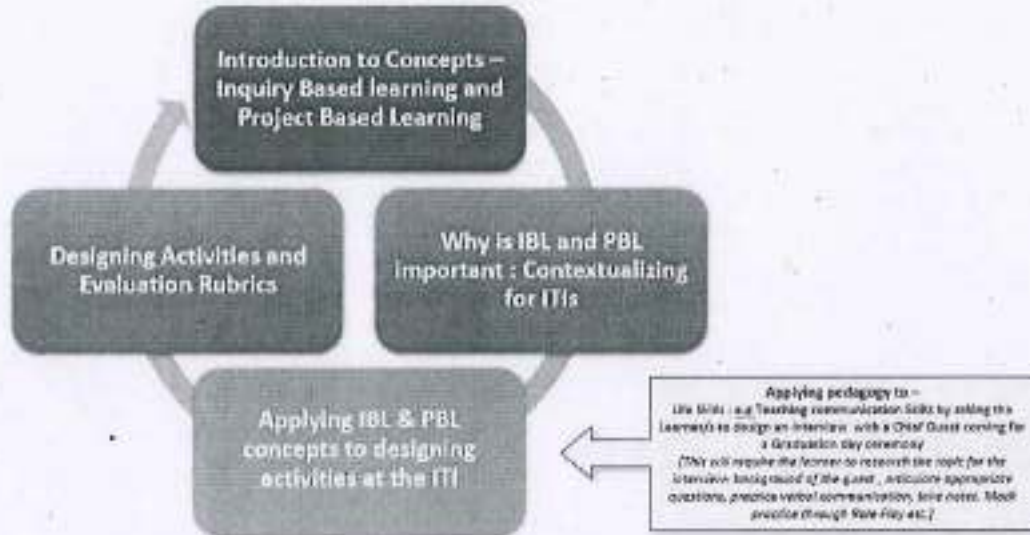 Introduction to Concepts –
Inquiry Based learning and
Project Based Learning
Why is IBL and PBL
important : Contextualizing
for ITIs
Applying IBL & PBL
concepts to designing
activities at the ITI
Designing Activities and
Evaluation Rubrics
Applying pedagogy to –
Life Skills : e.g Teaching communication Skills by asking the
Learner/s to design an interview with a Chief Guest coming for
a Graduation day ceremony
[This will require the learner to research the topic for the
interview background of the guest , articulate appropriate
questions, practice verbal communication, take notes. Mock
practice through Role-Play etc.]